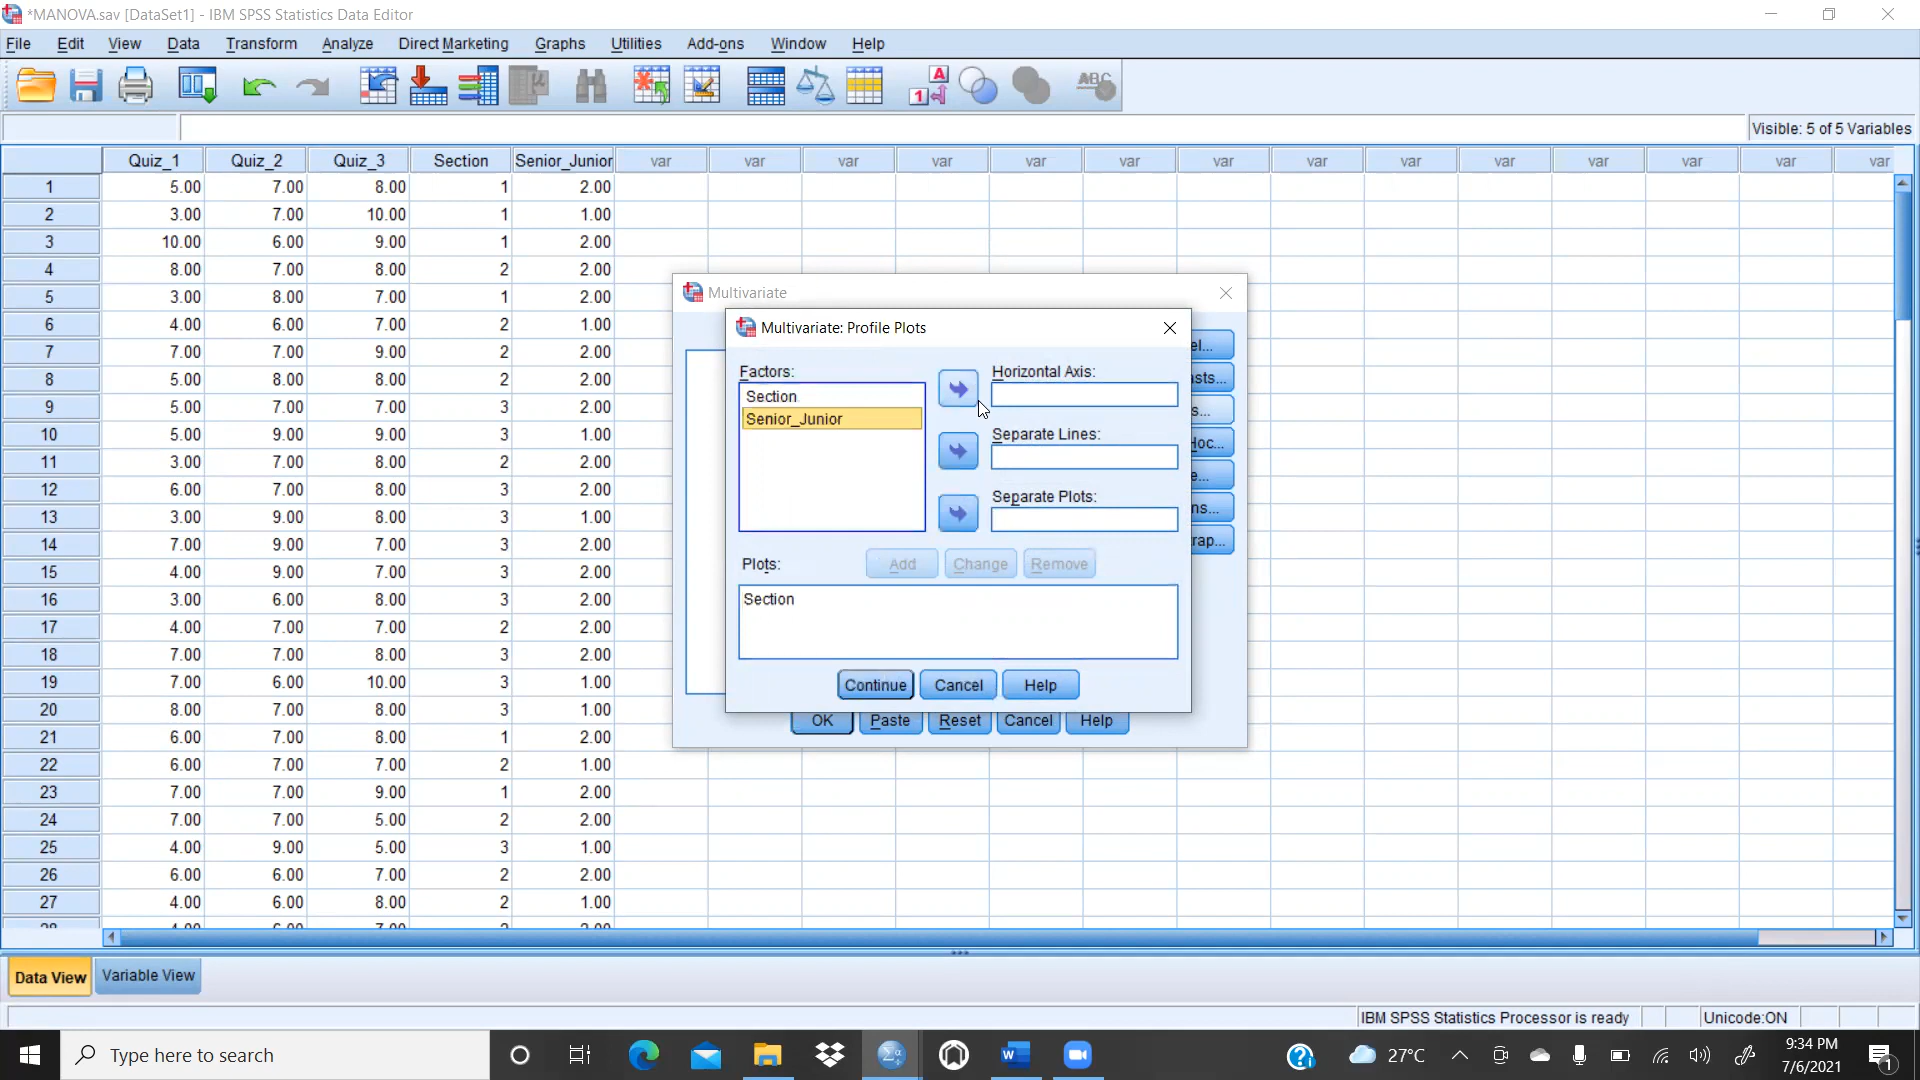 *MANOVA.sav [DataSet1] - IBM SPSS Statistics Data Editor
File Edit View Data Transform Analyze Direct Marketing Graphs Utilities Add-ons Window Help
Visible: 5 of 5 Variables
Quiz_1 Quiz_2 Quiz_3 Section Senior_Junior var var var var var var var var var var var var var var
1 5.00 7.00 8.00 1 2.00
2 3.00 7.00 10.00 1 1.00
3 10.00 6.00 9.00 1 2.00
4 8.00 7.00 8.00 2 2.00
5 3.00 8.00 7.00 1 2.00
6 4.00 6.00 7.00 2 1.00
7 7.00 7.00 9.00 2 2.00
8 5.00 8.00 8.00 2 2.00
9 5.00 7.00 7.00 3 2.00
10 5.00 9.00 9.00 3 1.00
11 3.00 7.00 8.00 2 2.00
12 6.00 7.00 8.00 3 2.00
13 3.00 9.00 8.00 3 1.00
14 7.00 9.00 7.00 3 2.00
15 4.00 9.00 7.00 3 2.00
16 3.00 6.00 8.00 3 2.00
17 4.00 7.00 7.00 2 2.00
18 7.00 7.00 8.00 3 2.00
19 7.00 6.00 10.00 3 1.00
20 8.00 7.00 8.00 3 1.00
21 6.00 7.00 8.00 1 2.00
22 6.00 7.00 7.00 2 1.00
23 7.00 7.00 9.00 1 2.00
24 7.00 7.00 5.00 2 2.00
25 4.00 9.00 5.00 3 1.00
26 6.00 6.00 7.00 2 2.00
27 4.00 6.00 8.00 2 1.00
Multivariate
Multivariate: Profile Plots
Factors:
Section
Senior_Junior
Horizontal Axis:
Separate Lines:
Separate Plots:
Plots: Add Change Remove
Section
Continue Cancel Help
OK Paste Reset Cancel Help
Data View Variable View
IBM SPSS Statistics Processor is ready Unicode:ON
Type here to search
27°C
9:34 PM
7/6/2021
1